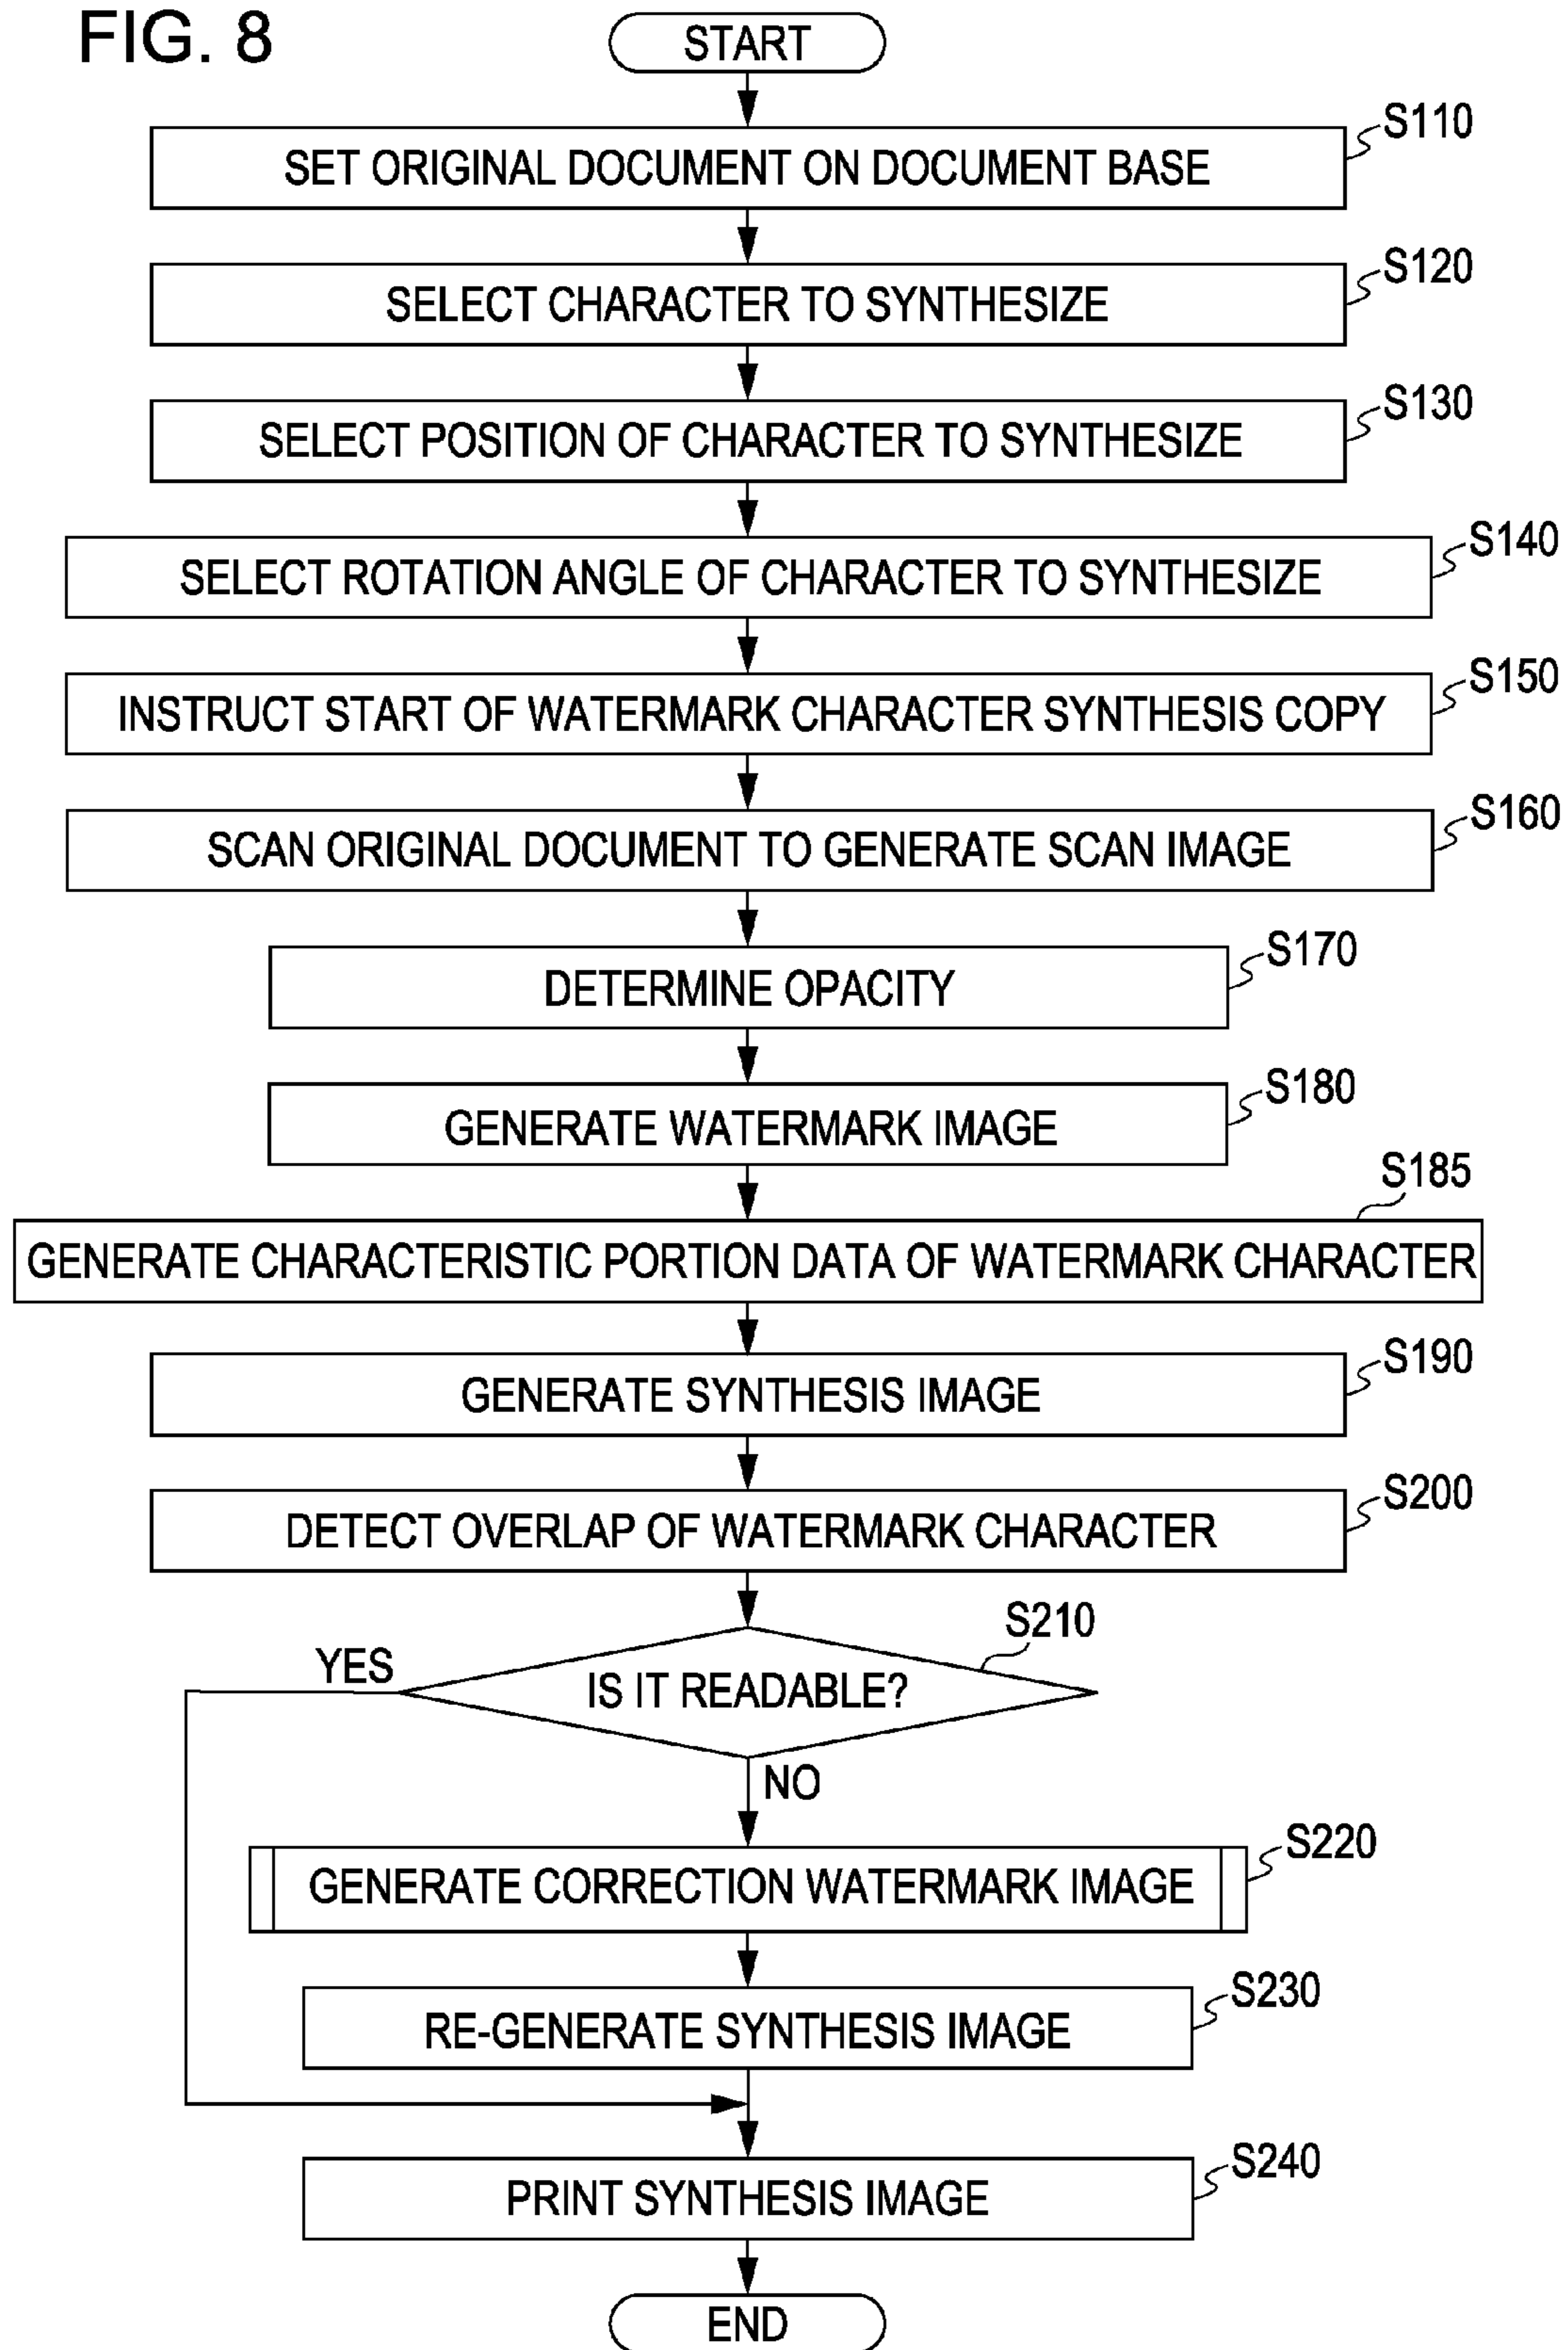 FIG. 8
START
S110
SET ORIGINAL DOCUMENT ON DOCUMENT BASE
S120
SELECT CHARACTER TO SYNTHESIZE
S130
SELECT POSITION OF CHARACTER TO SYNTHESIZE
S140
SELECT ROTATION ANGLE OF CHARACTER TO SYNTHESIZE
S150
INSTRUCT START OF WATERMARK CHARACTER SYNTHESIS COPY
S160
SCAN ORIGINAL DOCUMENT TO GENERATE SCAN IMAGE
S170
DETERMINE OPACITY
S180
GENERATE WATERMARK IMAGE
S185
GENERATE CHARACTERISTIC PORTION DATA OF WATERMARK CHARACTER
S190
GENERATE SYNTHESIS IMAGE
S200
DETECT OVERLAP OF WATERMARK CHARACTER
S210
YES
IS IT READABLE?
NO
S220
GENERATE CORRECTION WATERMARK IMAGE
S230
RE-GENERATE SYNTHESIS IMAGE
S240
PRINT SYNTHESIS IMAGE
END